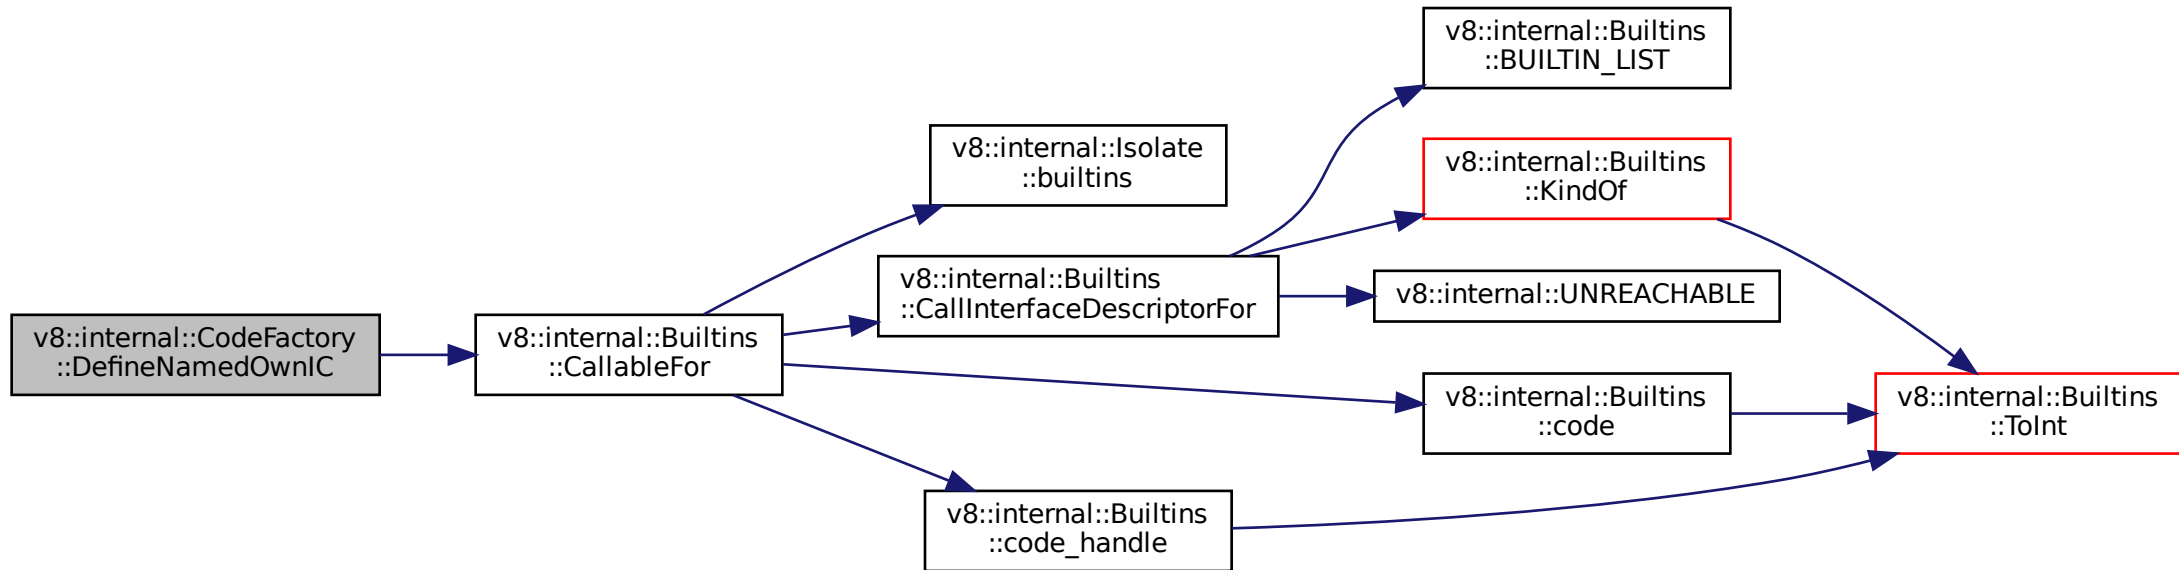 v8::internal::CodeFactory
::DefineNamedOwnIC
v8::internal::Builtins
::CallableFor
v8::internal::Isolate
::builtins
v8::internal::Builtins
::CallInterfaceDescriptorFor
v8::internal::Builtins
::code_handle
v8::internal::Builtins
::BUILTIN_LIST
v8::internal::Builtins
::KindOf
v8::internal::UNREACHABLE
v8::internal::Builtins
::code
v8::internal::Builtins
::ToInt